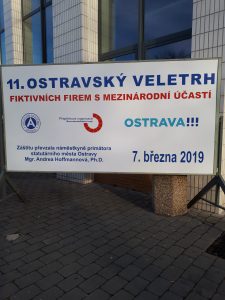 11. OSTRAVSKÝ VELETRH
FIKTIVNÍCH FIREM S MEZINÁRODNÍ ÚČASTÍ
OSTRAVA!!!
Záštitu převzala náměstkyně primátora
statutárního města Ostravy
Mgr. Andrea Hoffmannová, Ph.D.
7. března 2019